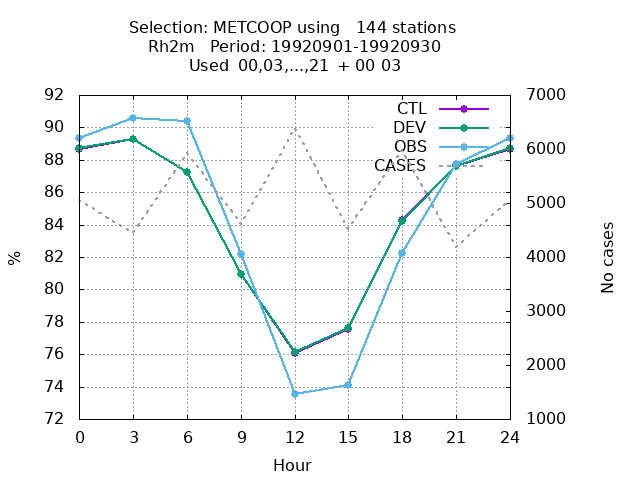 Selection: METCOOP using 144 stations
Rh2m Period: 19920901-19920930
Used 00,03,...,21 + 00 03
92
90
88
86
84
82
80
78
76
74
72
%
7000
6000
5000
4000
3000
2000
1000
No cases
CTL
DEV
OBS
CASES
0 3 6 9 12 15 18 21 24
Hour